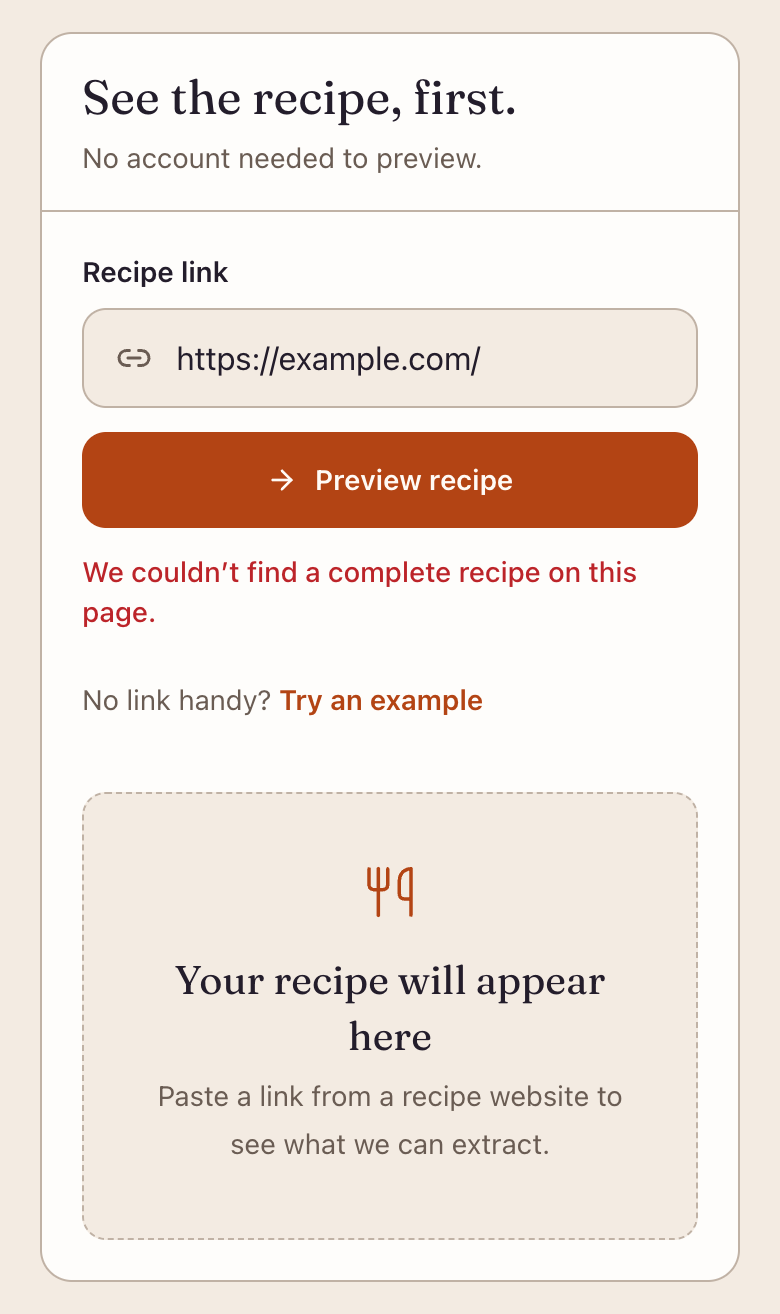 See the recipe, first.
No account needed to preview.
Recipe link
https://example.com/
Preview recipe
We couldn’t find a complete recipe on this
page.
No link handy? Try an example
Your recipe will appear
here
Paste a link from a recipe website to
see what we can extract.